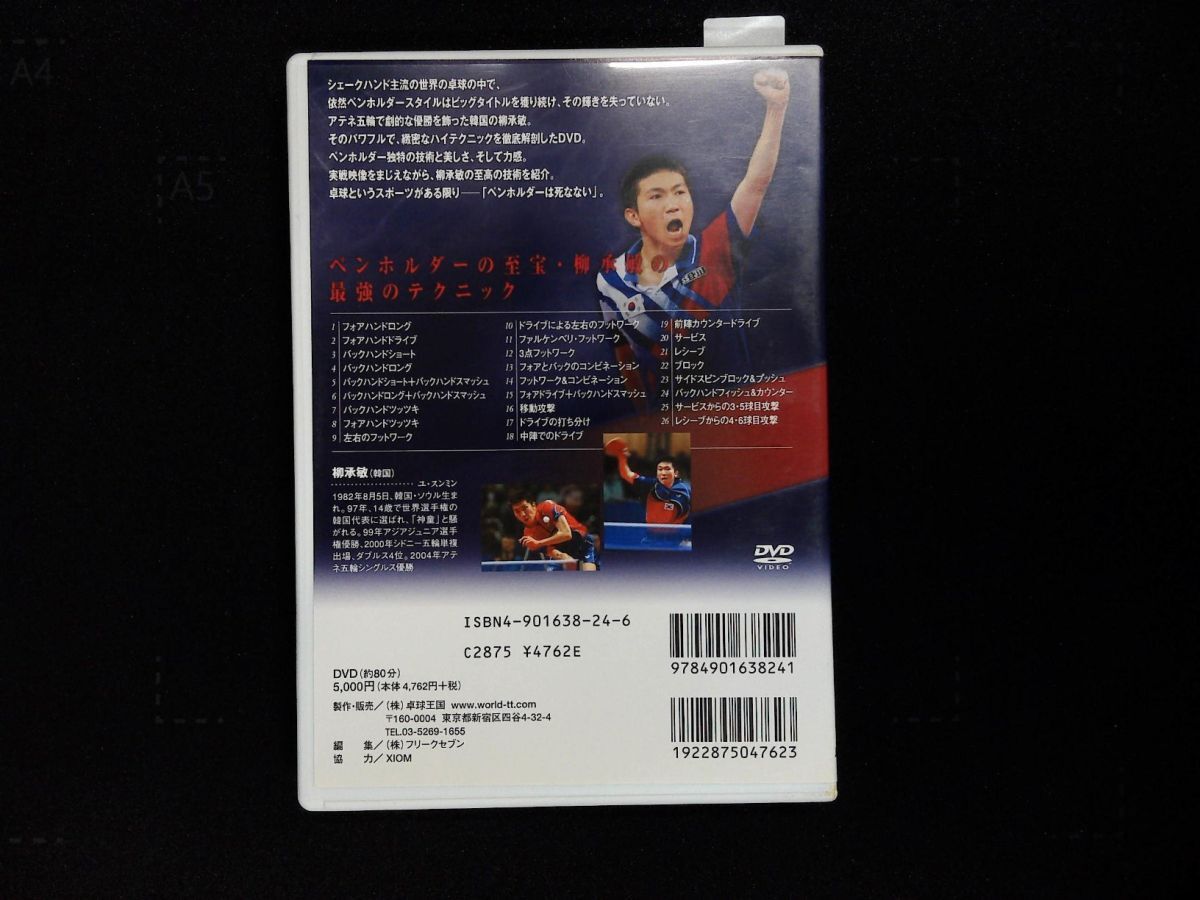 A4
A5
シェークハンド主流の世界の卓球の中で、
依然ペンホルダースタイルはビッグタイトルを獲り続け、その輝きを失っていない。
アテネ五輪で劇的な優勝を飾った韓国の柳承敏。
そのパワフルで、緻密なハイテクニックを徹底解剖したDVD。
ペンホルダー独特の技術と美しさ、そして力感。
実戦映像をまじえながら、柳承敏の至高の技術を紹介。
卓球というスポーツがある限り──「ペンホルダーは死なない」。
ペンホルダーの至宝・柳承敏の
最強のテクニック
1 フォアハンドロング
2 フォアハンドドライブ
3 バックハンドショート
4 バックハンドロング
5 バックハンドショート+バックハンドスマッシュ
6 バックハンドロング+バックハンドスマッシュ
7 バックハンドツッツキ
8 フォアハンドツッツキ
9 左右のフットワーク
10 ドライブによる左右のフットワーク
11 ファルケンベリ・フットワーク
12 3点フットワーク
13 フォアとバックのコンビネーション
14 フットワーク&コンビネーション
15 フォアドライブ+バックハンドスマッシュ
16 移動攻撃
17 ドライブの打ち分け
18 中陣でのドライブ
19 前陣カウンタードライブ
20 サービス
21 レシーブ
22 ブロック
23 サイドスピンブロック&プッシュ
24 バックハンドフィッシュ&カウンター
25 サービスからの3・5球目攻撃
26 レシーブからの4・6球目攻撃
柳承敏(韓国)
ユ・スンミン
1982年8月5日、韓国・ソウル生ま
れ。97年、14歳で世界選手権の
韓国代表に選ばれ、「神童」と騒
がれる。99年アジアジュニア選手
権優勝、2000年シドニー五輪単複
出場、ダブルス4位。2004年アテ
ネ五輪シングルス優勝
DVD
VIDEO
ISBN4-901638-24-6
C2875 ¥4762E
9784901638241
1922875047623
DVD(約80分)
5,000円(本体4,762円+税)
製作・販売/(株)卓球王国 www.world-tt.com
〒160-0004 東京都新宿区四谷4-32-4
TEL.03-5269-1655
編 集/(株)フリークセブン
協 力/XIOM